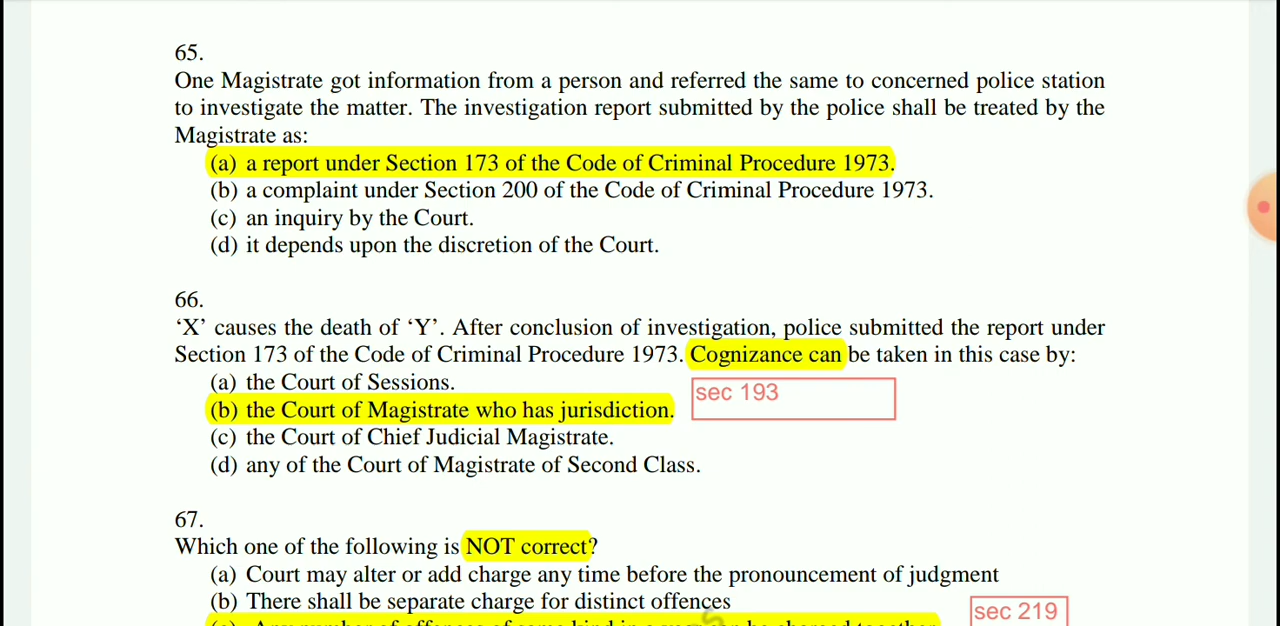 65.
One Magistrate got information from a person and referred the same to concerned police station
to investigate the matter. The investigation report submitted by the police shall be treated by the
Magistrate as:
(a) a report under Section 173 of the Code of Criminal Procedure 1973.
(b) a complaint under Section 200 of the Code of Criminal Procedure 1973.
(c) an inquiry by the Court.
(d) it depends upon the discretion of the Court.
66.
‘X’ causes the death of ‘Y’. After conclusion of investigation, police submitted the report under
Section 173 of the Code of Criminal Procedure 1973. Cognizance can be taken in this case by:
(a) the Court of Sessions.
sec 193
(b) the Court of Magistrate who has jurisdiction.
(c) the Court of Chief Judicial Magistrate.
(d) any of the Court of Magistrate of Second Class.
67.
Which one of the following is NOT correct?
(a) Court may alter or add charge any time before the pronouncement of judgment
(b) There shall be separate charge for distinct offences
sec 219